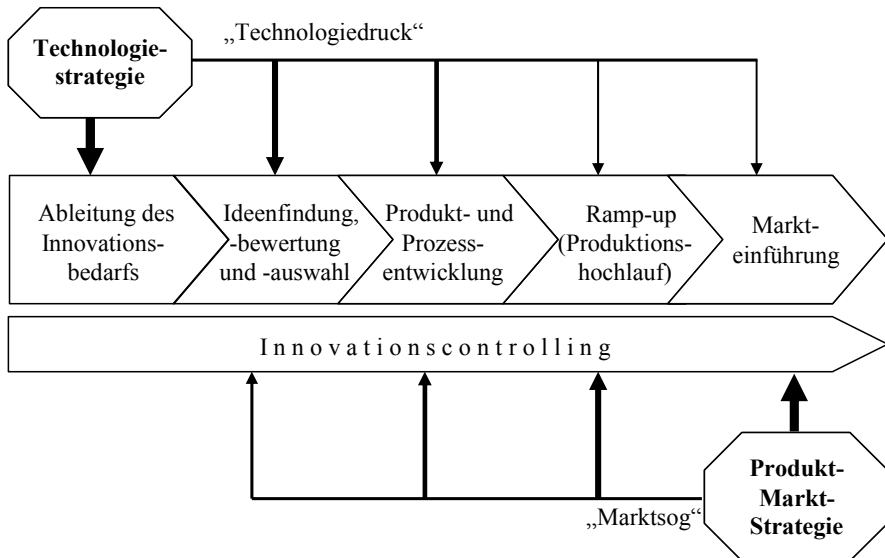 Technologie-
strategie
„Technologiedruck“
Ableitung des
Innovations-
bedarfs
Ideenfindung,
-bewertung
und -auswahl
Produkt- und
Prozess-
entwicklung
Ramp-up
(Produktions-
hochlauf)
Markt-
einführung
Innovationscontrolling
„Marktsog“
Produkt-
Markt-
Strategie